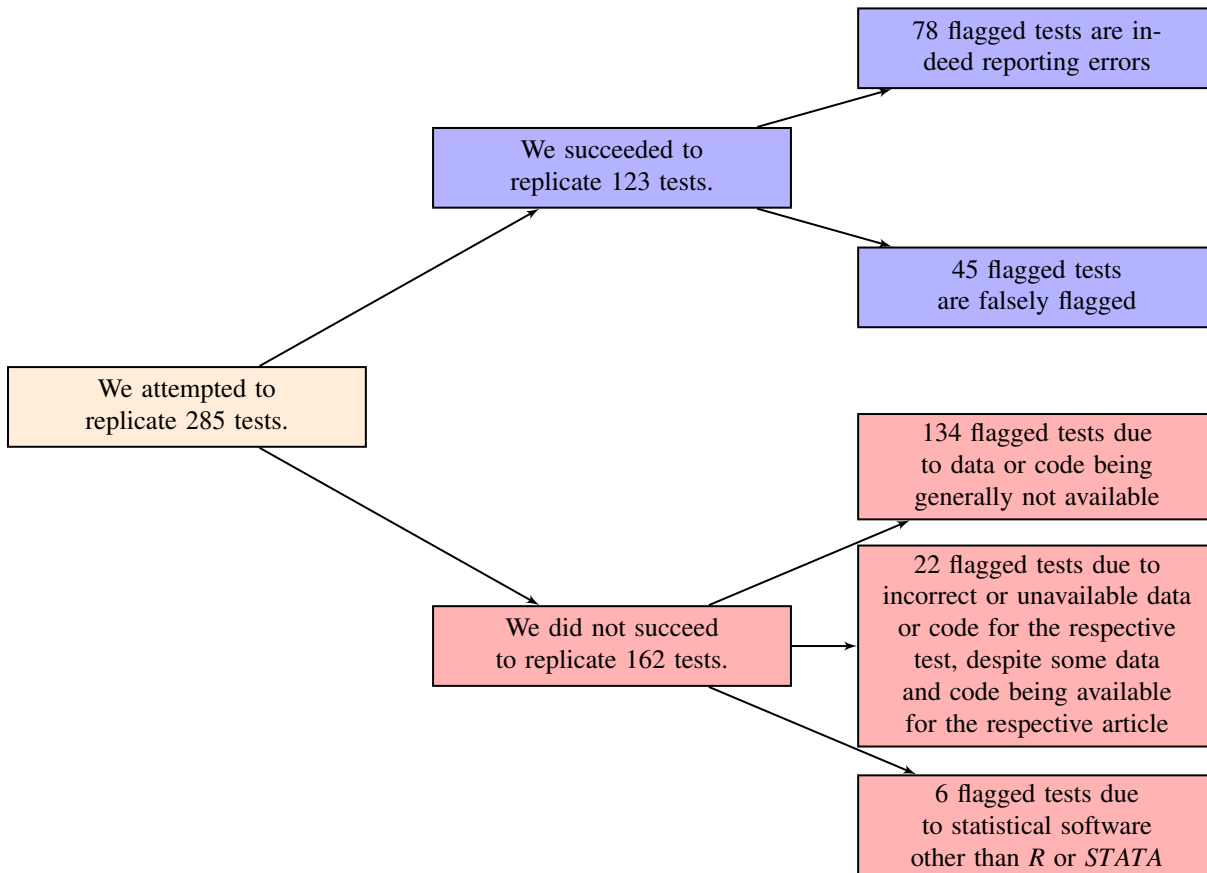 We attempted to
replicate 285 tests.
We succeeded to
replicate 123 tests.
78 flagged tests are in-
deed reporting errors
45 flagged tests
are falsely flagged
We did not succeed
to replicate 162 tests.
134 flagged tests due
to data or code being
generally not available
22 flagged tests due to
incorrect or unavailable data
or code for the respective
test, despite some data
and code being available
for the respective article
6 flagged tests due
to statistical software
other than R or STATA